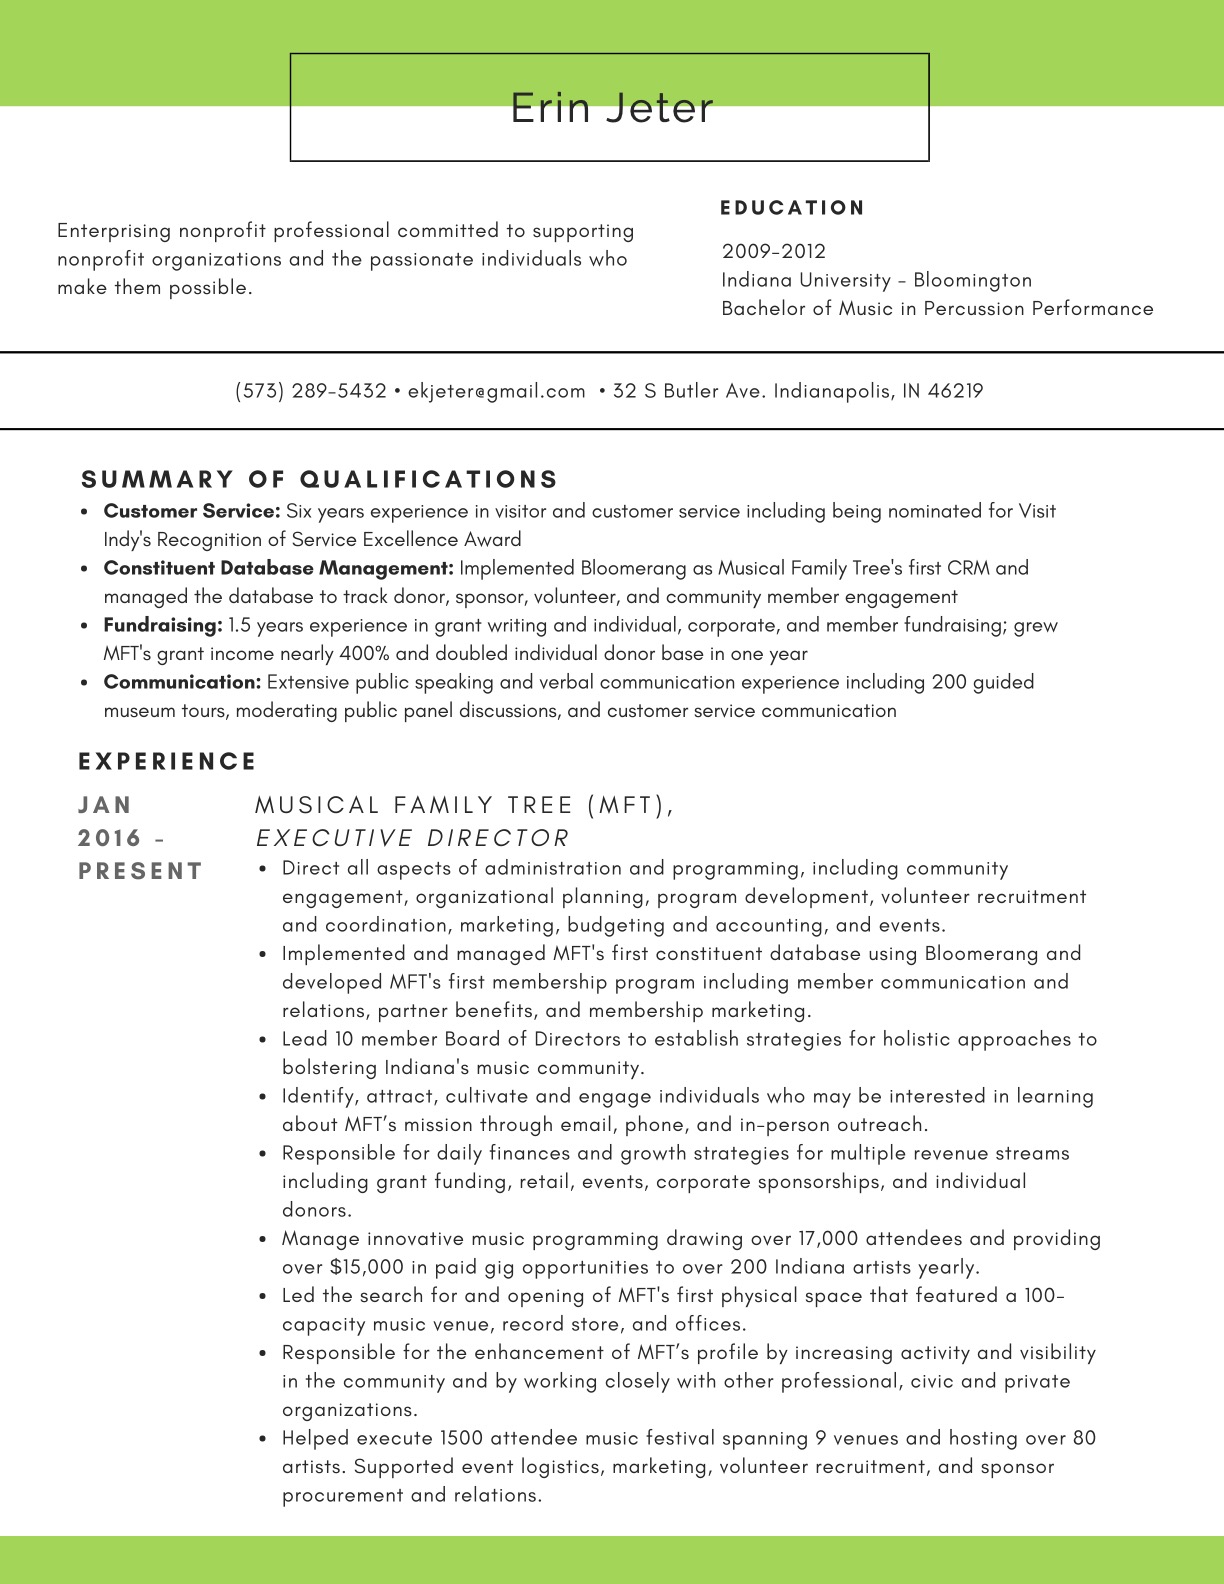 Erin Jeter
Enterprising nonprofit professional committed to supporting
nonprofit organizations and the passionate individuals who
make them possible.
EDUCATION
2009-2012
Indiana University - Bloomington
Bachelor of Music in Percussion Performance
(573) 289-5432 • ekjeter@gmail.com • 32 S Butler Ave. Indianapolis, IN 46219
SUMMARY OF QUALIFICATIONS
• Customer Service: Six years experience in visitor and customer service including being nominated for Visit
Indy's Recognition of Service Excellence Award
• Constituent Database Management: Implemented Bloomerang as Musical Family Tree's first CRM and
managed the database to track donor, sponsor, volunteer, and community member engagement
• Fundraising: 1.5 years experience in grant writing and individual, corporate, and member fundraising; grew
MFT's grant income nearly 400% and doubled individual donor base in one year
• Communication: Extensive public speaking and verbal communication experience including 200 guided
museum tours, moderating public panel discussions, and customer service communication
EXPERIENCE
JAN
2016 -
PRESENT
MUSICAL FAMILY TREE (MFT),
EXECUTIVE DIRECTOR
• Direct all aspects of administration and programming, including community
engagement, organizational planning, program development, volunteer recruitment
and coordination, marketing, budgeting and accounting, and events.
• Implemented and managed MFT's first constituent database using Bloomerang and
developed MFT's first membership program including member communication and
relations, partner benefits, and membership marketing.
• Lead 10 member Board of Directors to establish strategies for holistic approaches to
bolstering Indiana's music community.
• Identify, attract, cultivate and engage individuals who may be interested in learning
about MFT’s mission through email, phone, and in-person outreach.
• Responsible for daily finances and growth strategies for multiple revenue streams
including grant funding, retail, events, corporate sponsorships, and individual
donors.
• Manage innovative music programming drawing over 17,000 attendees and providing
over $15,000 in paid gig opportunities to over 200 Indiana artists yearly.
• Led the search for and opening of MFT's first physical space that featured a 100-
capacity music venue, record store, and offices.
• Responsible for the enhancement of MFT’s profile by increasing activity and visibility
in the community and by working closely with other professional, civic and private
organizations.
• Helped execute 1500 attendee music festival spanning 9 venues and hosting over 80
artists. Supported event logistics, marketing, volunteer recruitment, and sponsor
procurement and relations.